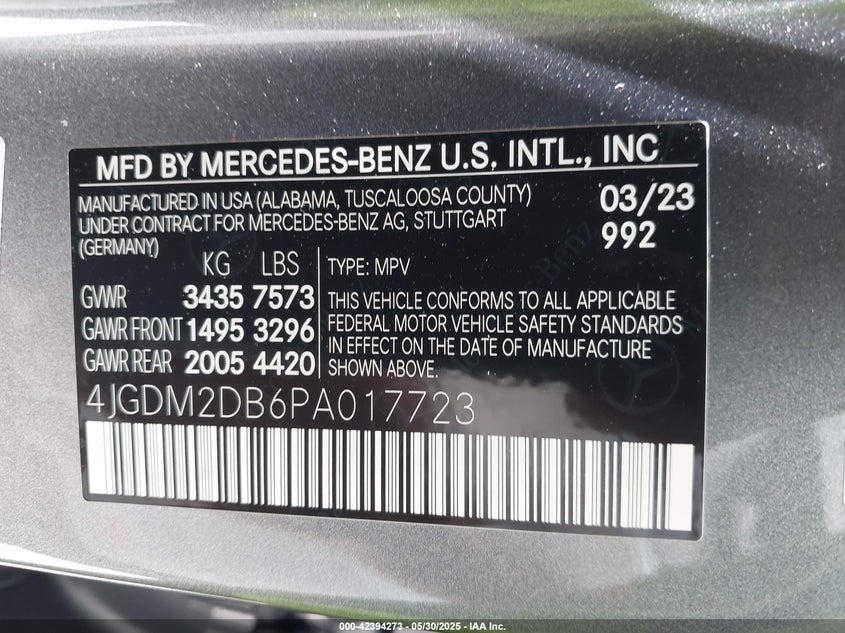 MFD BY MERCEDES-BENZ U.S. INTL., INC
MANUFACTURED IN USA (ALABAMA, TUSCALOOSA COUNTY)
UNDER CONTRACT FOR MERCEDES-BENZ AG, STUTTGART
(GERMANY)
03/23
992
KG LBS
GVWR 3435 7573
GAWR FRONT 1495 3296
GAWR REAR 2005 4420
TYPE: MPV
THIS VEHICLE CONFORMS TO ALL APPLICABLE
FEDERAL MOTOR VEHICLE SAFETY STANDARDS
IN EFFECT ON THE DATE OF MANUFACTURE
SHOWN ABOVE.
4JGDM2DB6PA017723
000-42394273 - 05/30/2025 - IAA Inc.